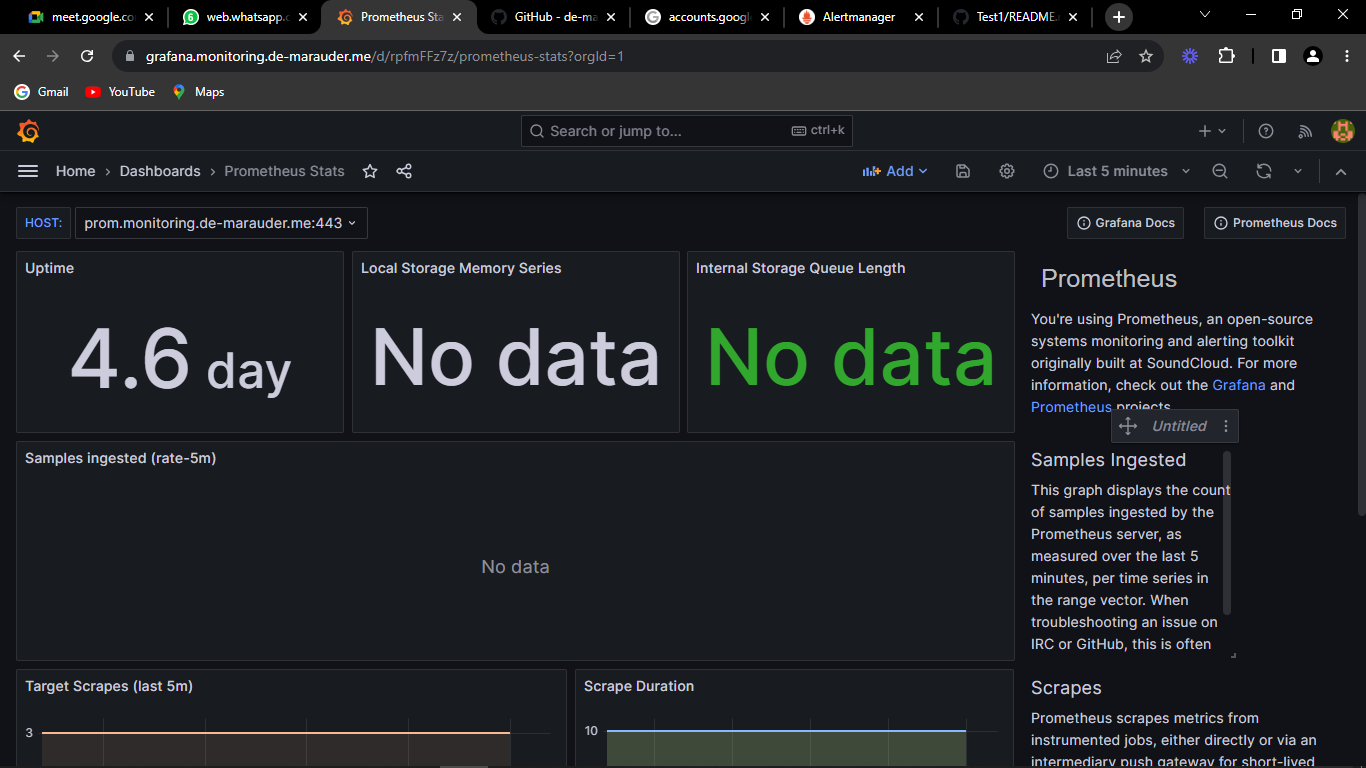 meet.google.co
6
web.whatsapp.c
Prometheus Sta
GitHub - de-ma
accounts.googl
Alertmanager
Test1/README.
grafana.monitoring.de-marauder.me/d/rpfmFFz7z/prometheus-stats?orgId=1
Gmail YouTube Maps
Search or jump to... ctrl+k
Home › Dashboards › Prometheus Stats
Add
Last 5 minutes
HOST: prom.monitoring.de-marauder.me:443
Grafana Docs Prometheus Docs
Uptime
4.6 day
Local Storage Memory Series
No data
Internal Storage Queue Length
No data
Prometheus
You're using Prometheus, an open-source
systems monitoring and alerting toolkit
originally built at SoundCloud. For more
information, check out the Grafana and
Prometheus projects
Untitled
Samples ingested (rate-5m)
No data
Samples Ingested
This graph displays the count
of samples ingested by the
Prometheus server, as
measured over the last 5
minutes, per time series in
the range vector. When
troubleshooting an issue on
IRC or GitHub, this is often
Target Scrapes (last 5m)
3
Scrape Duration
10
Scrapes
Prometheus scrapes metrics from
instrumented jobs, either directly or via an
intermediary push gateway for short-lived